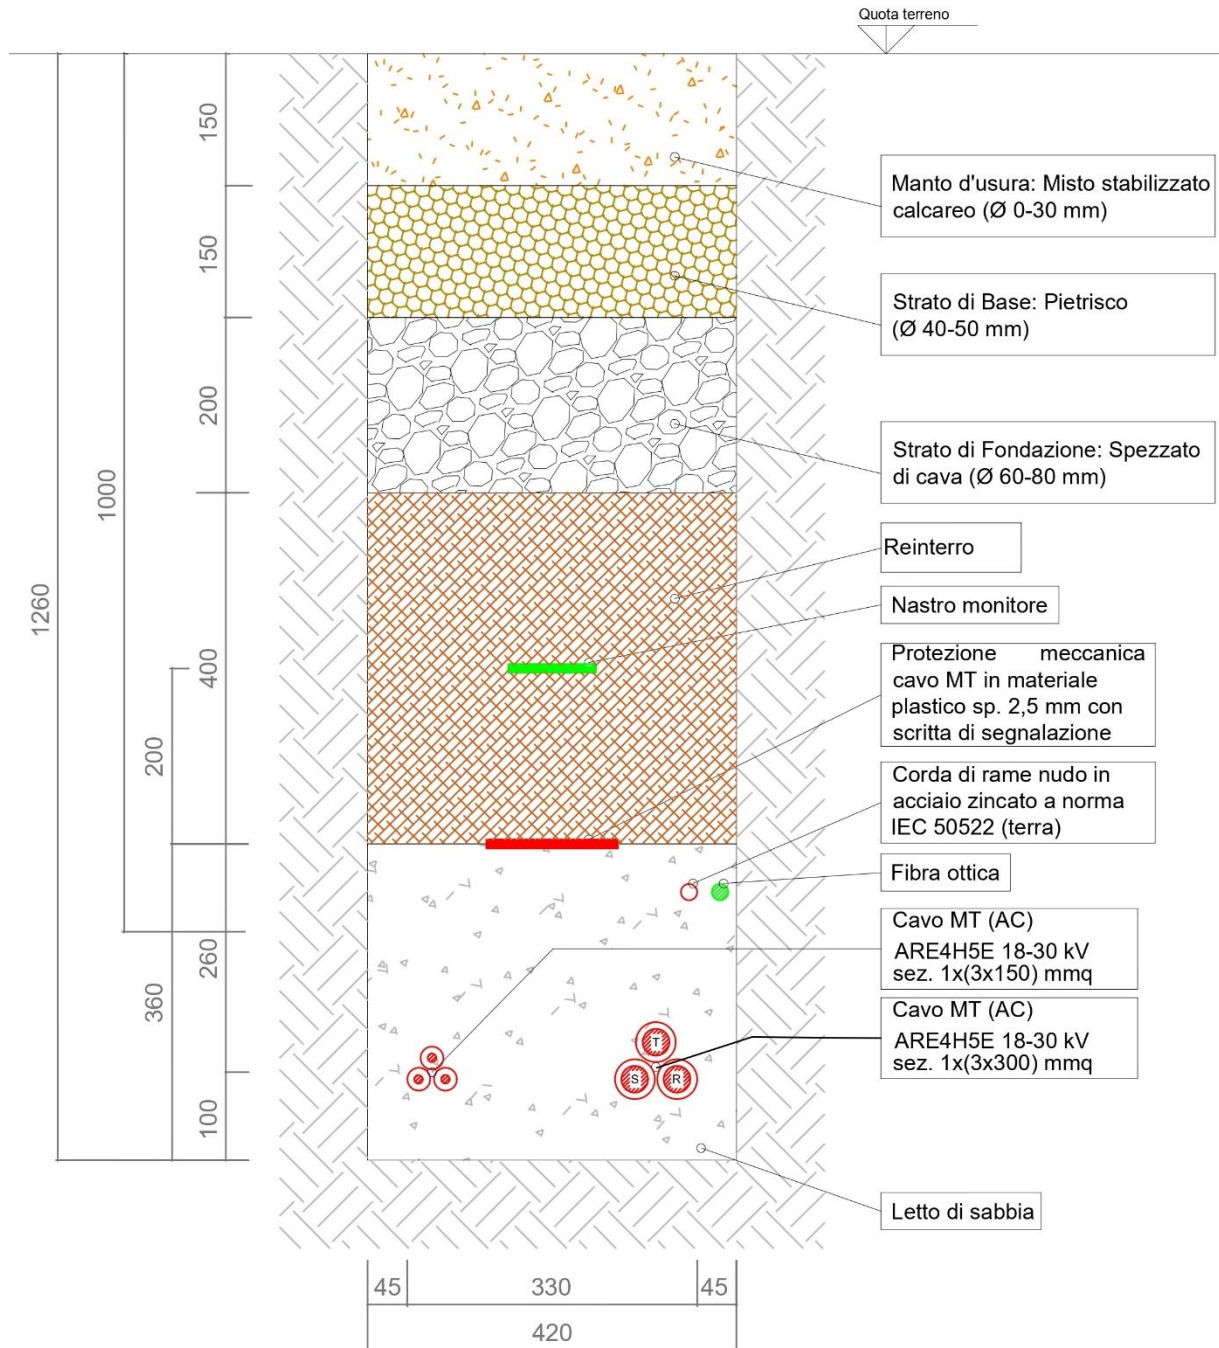 Quota terreno
150
Manto d'usura: Misto stabilizzato
calcareo (Ø 0-30 mm)
150
Strato di Base: Pietrisco
(Ø 40-50 mm)
200
Strato di Fondazione: Spezzato
di cava (Ø 60-80 mm)
1000
Reinterro
1260
Nastro monitore
400
Protezione meccanica
cavo MT in materiale
plastico sp. 2,5 mm con
scritta di segnalazione
200
Corda di rame nudo in
acciaio zincato a norma
IEC 50522 (terra)
Fibra ottica
260
Cavo MT (AC)
ARE4H5E 18-30 kV
sez. 1x(3x150) mmq
360
Cavo MT (AC)
ARE4H5E 18-30 kV
sez. 1x(3x300) mmq
T
S R
100
Letto di sabbia
45 330 45
420